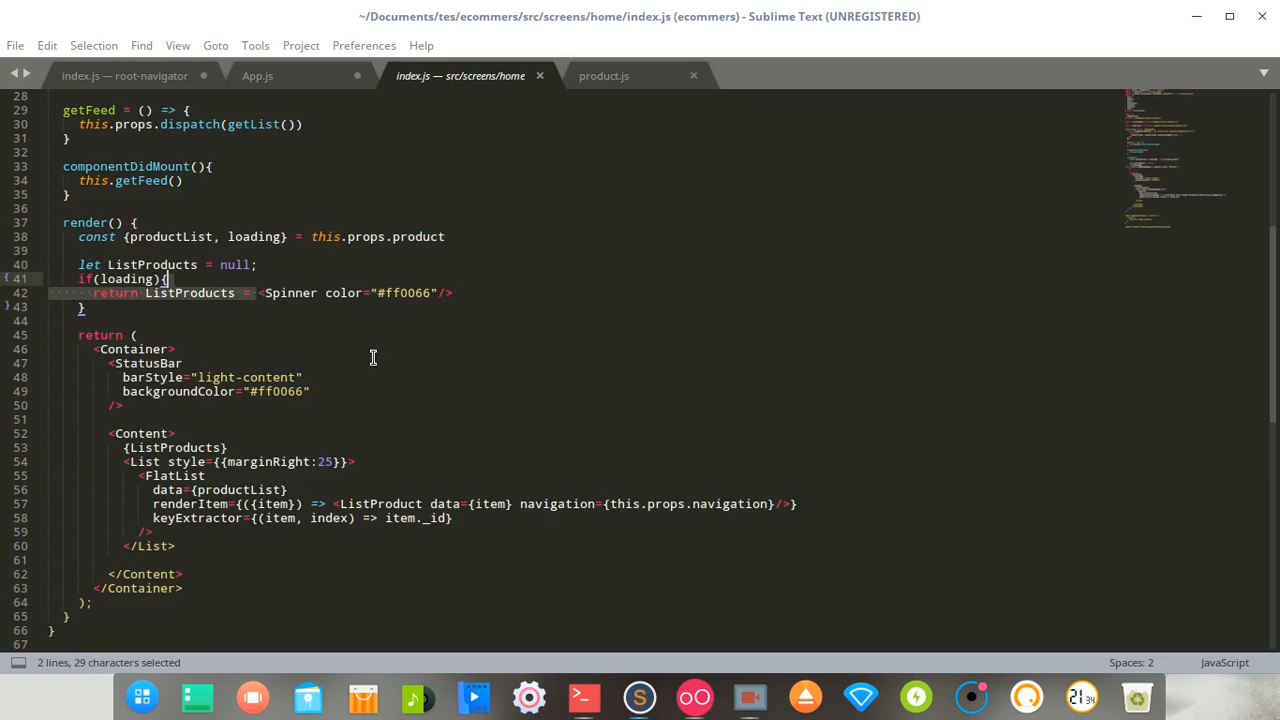 ~/Documents/tes/ecommers/src/screens/home/index.js (ecommers) - Sublime Text (UNREGISTERED)
File Edit Selection Find View Goto Tools Project Preferences Help
index.js — root-navigator App.js index.js — src/screens/home product.js
28
29 getFeed = () => {
30 this.props.dispatch(getList())
31 }
32
33 componentDidMount(){
34 this.getFeed()
35 }
36
37 render() {
38 const {productList, loading} = this.props.product
39
40 let ListProducts = null;
41 if(loading){
42 return ListProducts = <Spinner color="#ff0066"/>
43 }
44
45 return (
46 <Container>
47 <StatusBar
48 barStyle="light-content"
49 backgroundColor="#ff0066"
50 />
51
52 <Content>
53 {ListProducts}
54 <List style={{marginRight:25}}>
55 <FlatList
56 data={productList}
57 renderItem={({item}) => <ListProduct data={item} navigation={this.props.navigation}/>}
58 keyExtractor={(item, index) => item._id}
59 />
60 </List>
61
62 </Content>
63 </Container>
64 );
65 }
66 }
67
2 lines, 29 characters selected Spaces: 2 JavaScript
21 34